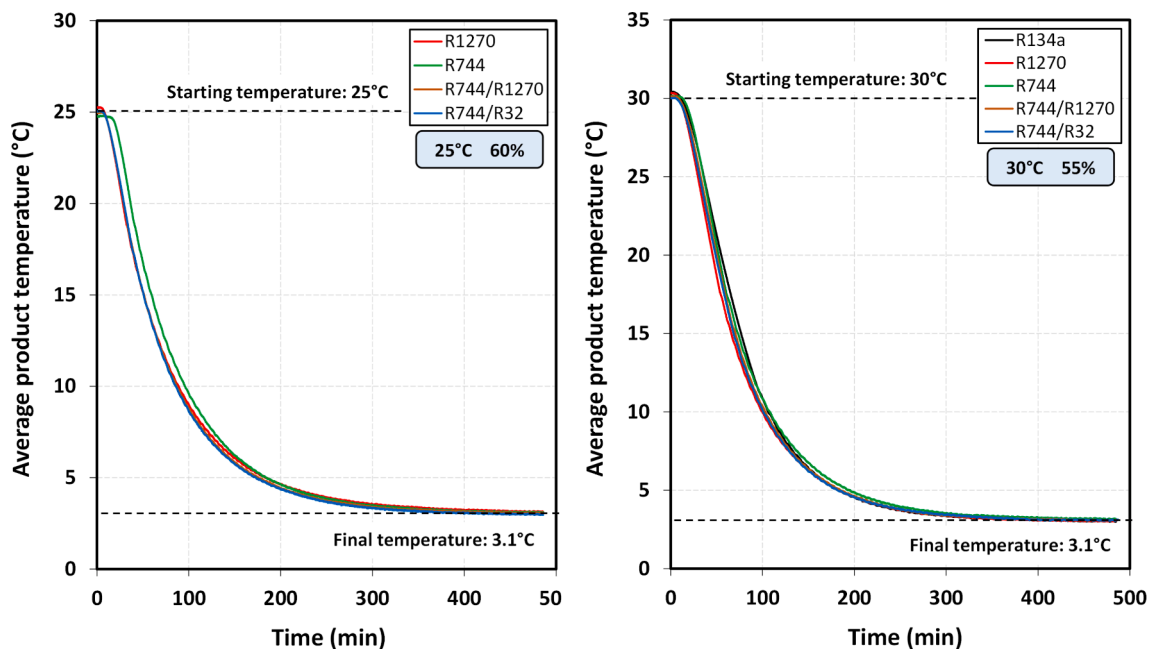 30
25
20
15
10
5
0
Average product temperature (°C)
R1270
R744
R744/R1270
R744/R32
25°C 60%
Starting temperature: 25°C
Final temperature: 3.1°C
0 100 200 300 400 50
Time (min)
35
30
25
20
15
10
5
0
Average product temperature (°C)
R134a
R1270
R744
R744/R1270
R744/R32
30°C 55%
Starting temperature: 30°C
Final temperature: 3.1°C
0 100 200 300 400 500
Time (min)